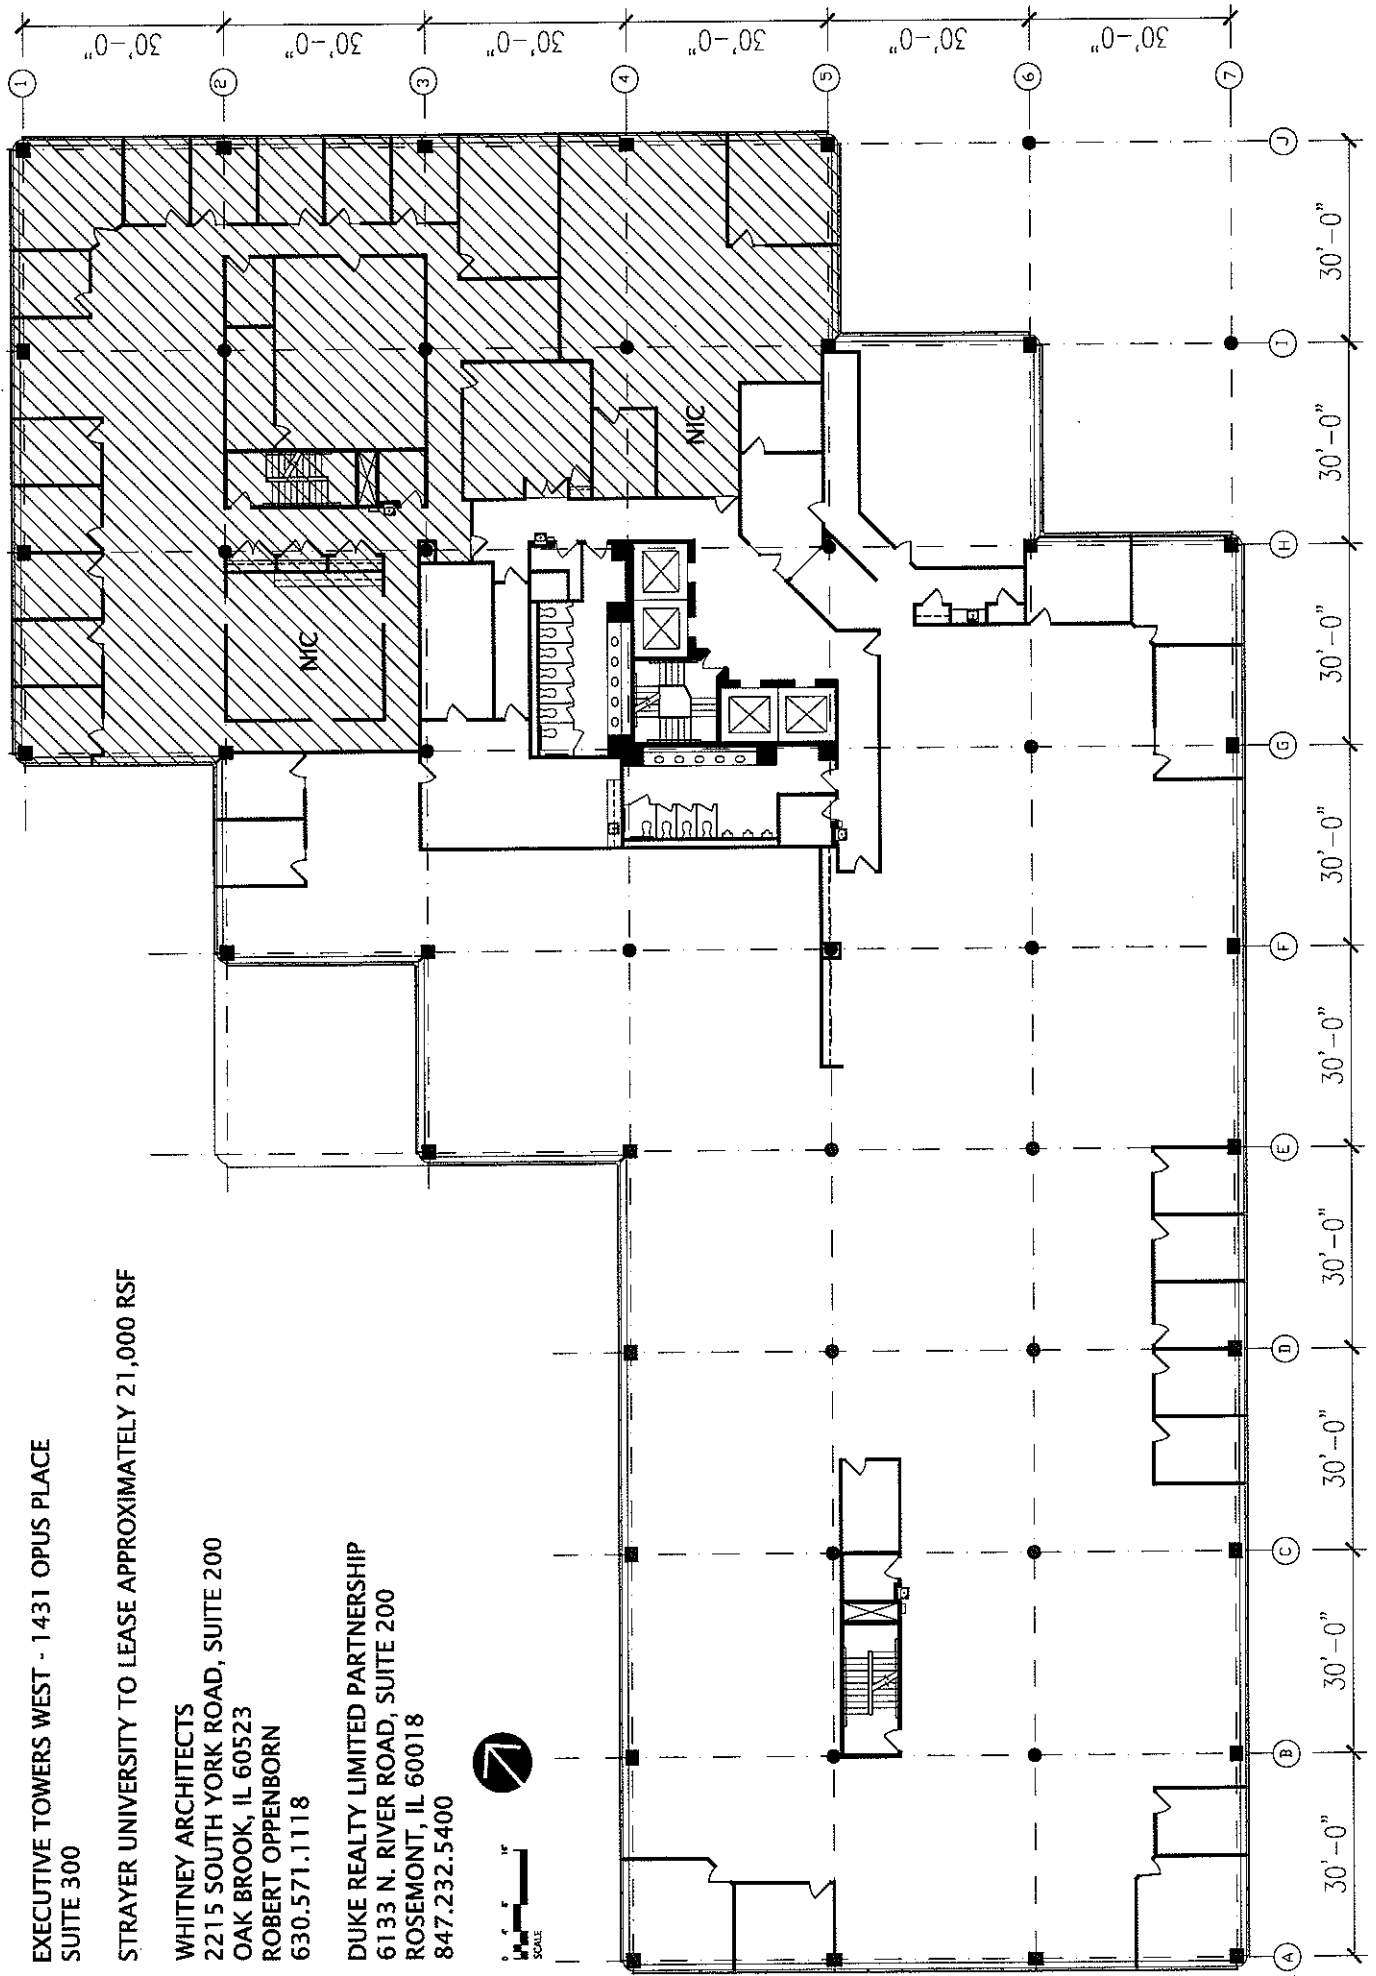 EXECUTIVE TOWERS WEST - 1431 OPUS PLACE
SUITE 300
STRAYER UNIVERSITY TO LEASE APPROXIMATELY 21,000 RSF
WHITNEY ARCHITECTS
2215 SOUTH YORK ROAD, SUITE 200
OAK BROOK, IL 60523
ROBERT OPPENBORN
630.571.1118
DUKE REALTY LIMITED PARTNERSHIP
6133 N. RIVER ROAD, SUITE 200
ROSEMONT, IL 60018
847.232.5400
SCALE
0 4' 8' 16'
NIC
NIC
1
2
3
4
5
6
7
30'-0"
30'-0"
30'-0"
30'-0"
30'-0"
30'-0"
A
B
C
D
E
F
G
H
I
J
30'-0"
30'-0"
30'-0"
30'-0"
30'-0"
30'-0"
30'-0"
30'-0"
30'-0"